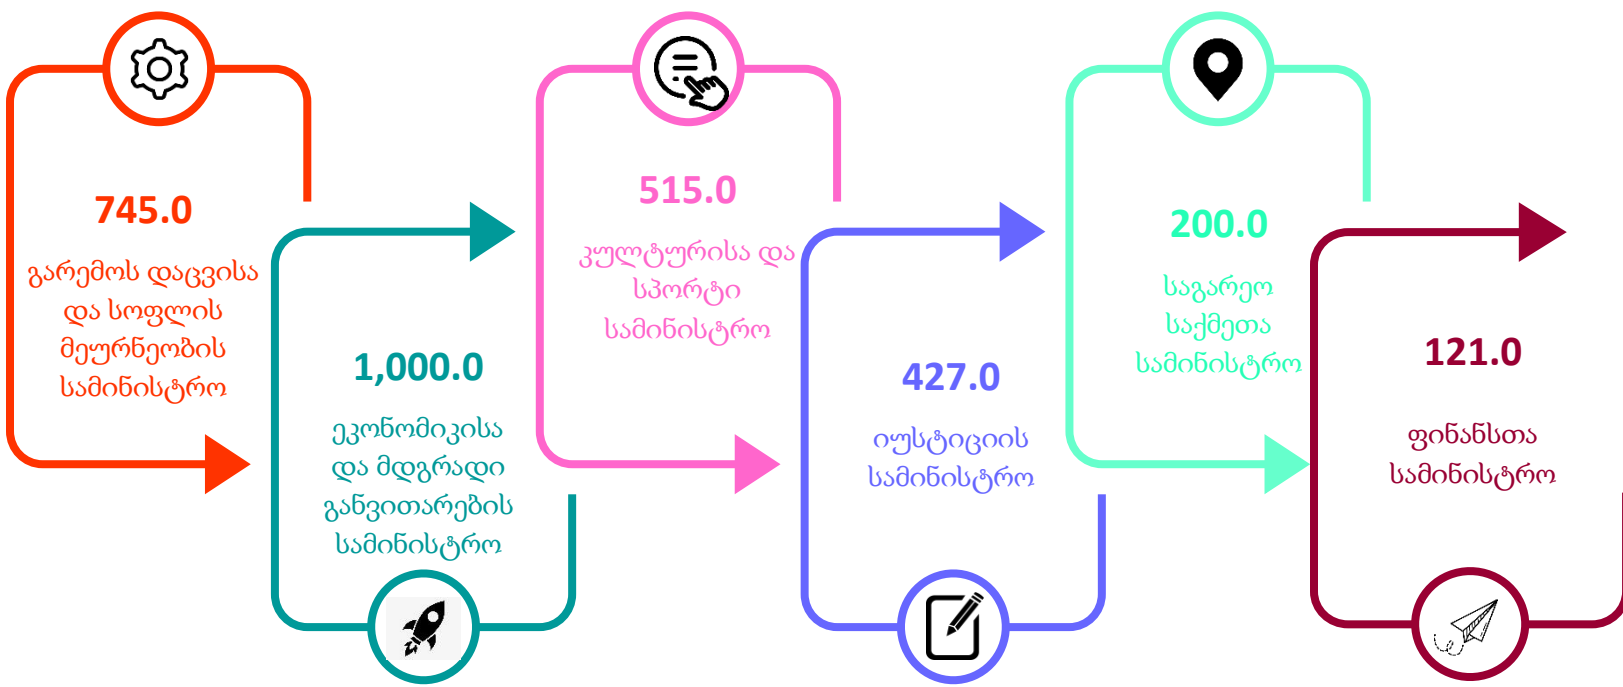 745.0
გარემოს დაცვისა
და სოფლის
მეურნეობის
სამინისტრო
1,000.0
ეკონომიკისა
და მდგრადი
განვითარების
სამინისტრო
515.0
კულტურისა და
სპორტი
სამინისტრო
427.0
იუსტიციის
სამინისტრო
200.0
საგარეო
საქმეთა
სამინისტრო
121.0
ფინანსთა
სამინისტრო